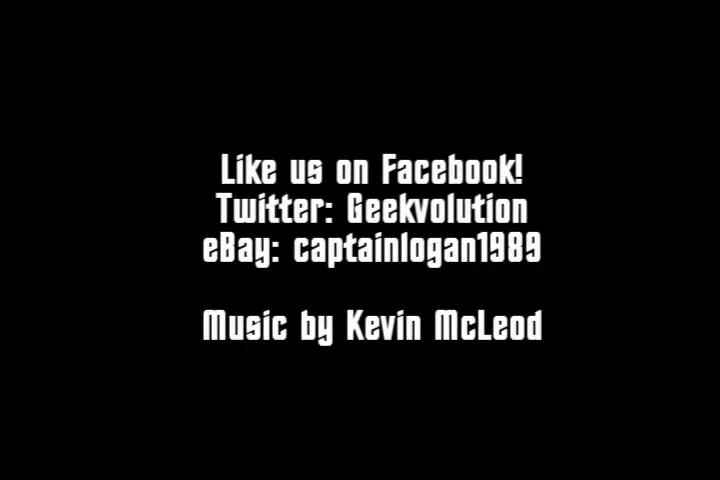 Like us on Facebook!
Twitter: Geekvolution
eBay: captainlogan1989
Music by Kevin McLeod